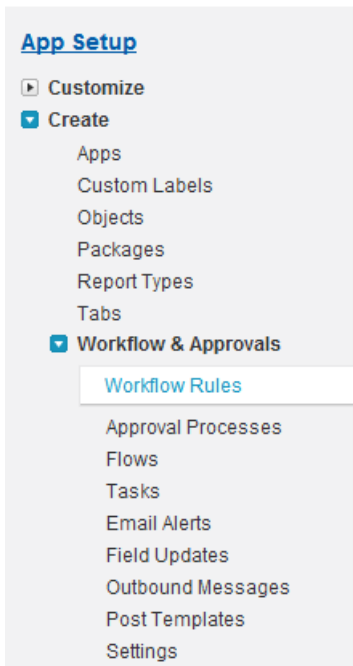 App Setup
Customize
Create
Apps
Custom Labels
Objects
Packages
Report Types
Tabs
Workflow & Approvals
Workflow Rules
Approval Processes
Flows
Tasks
Email Alerts
Field Updates
Outbound Messages
Post Templates
Settings